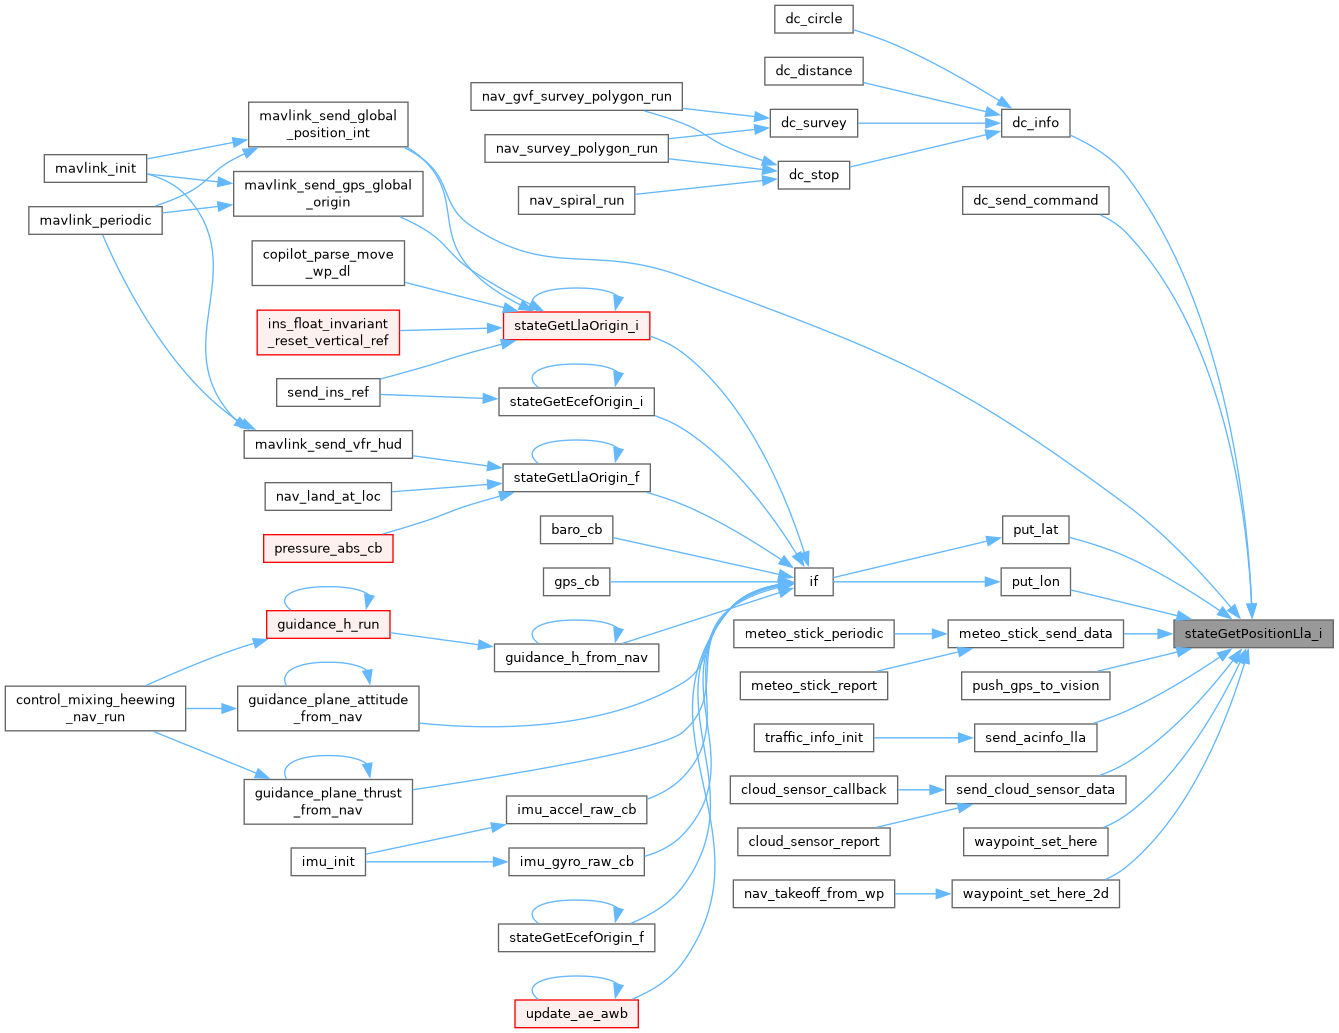 dc_circle
dc_distance
nav_gvf_survey_polygon_run
mavlink_send_global
_position_int
dc_survey
dc_info
nav_survey_polygon_run
mavlink_init
dc_stop
mavlink_send_gps_global
_origin
nav_spiral_run
dc_send_command
mavlink_periodic
copilot_parse_move
_wp_dl
ins_float_invariant
_reset_vertical_ref
stateGetLlaOrigin_i
send_ins_ref
stateGetEcefOrigin_i
mavlink_send_vfr_hud
stateGetLlaOrigin_f
nav_land_at_loc
baro_cb
put_lat
pressure_abs_cb
gps_cb
if
put_lon
guidance_h_run
meteo_stick_periodic
meteo_stick_send_data
stateGetPositionLla_i
guidance_h_from_nav
meteo_stick_report
push_gps_to_vision
control_mixing_heewing
_nav_run
guidance_plane_attitude
_from_nav
traffic_info_init
send_acinfo_lla
guidance_plane_thrust
_from_nav
cloud_sensor_callback
send_cloud_sensor_data
imu_accel_raw_cb
cloud_sensor_report
waypoint_set_here
imu_init
imu_gyro_raw_cb
nav_takeoff_from_wp
waypoint_set_here_2d
stateGetEcefOrigin_f
update_ae_awb